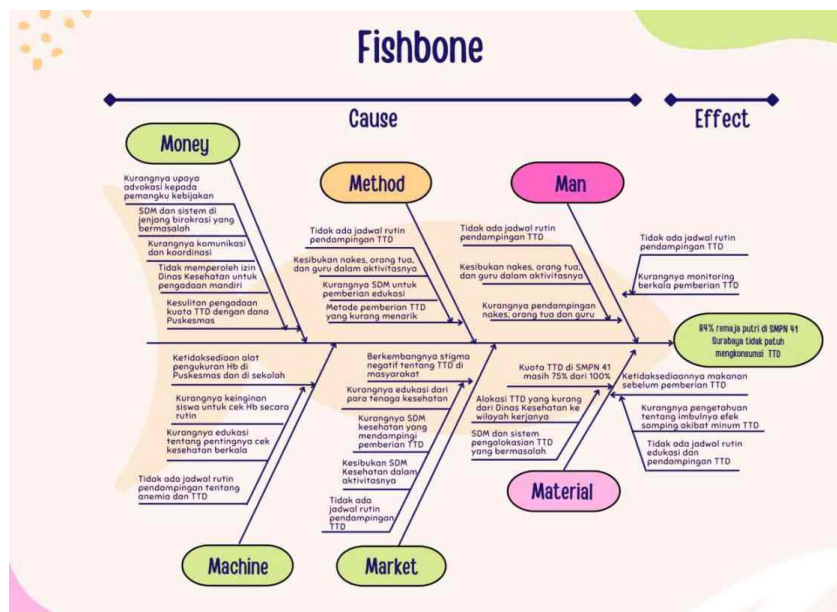 Fishbone
Cause
Effect
Money
Kurangnya upaya
advokasi kepada
pemangku kebijakan
SDM dan sistem di
jenjang birokrasi yang
bermasalah
Kurangnya komunikasi
dan koordinasi
Tidak memperoleh izin
Dinas Kesehatan untuk
pengadaan mandiri
Kesulitan pengadaan
kuota TTD dengan dana
Puskesmas
Method
Tidak ada jadwal rutin
pendampingan TTD
Kesibukan nakes, orang tua,
dan guru dalam aktivitasnya
Kurangnya SDM untuk
pemberian edukasi
Metode pemberian TTD
yang kurang menarik
Man
Tidak ada jadwal rutin
pendampingan TTD
Kesibukan nakes, orang tua,
dan guru dalam aktivitasnya
Kurangnya pendampingan
nakes, orang tua dan guru
Tidak ada jadwal rutin
pendampingan TTD
Kurangnya monitoring
berkala pemberian TTD
84% remaja putri di SMPN 41
Surabaya tidak patuh
mengkonsumsi TTD
Ketidaksediaan alat
pengukuran Hb di
Puskesmas dan di sekolah
Kurangnya keinginan
siswa untuk cek Hb secara
rutin
Kurangnya edukasi
tentang pentingnya cek
kesehatan berkala
Tidak ada jadwal rutin
pendampingan tentang
anemia dan TTD
Machine
Berkembangnya stigma
negatif tentang TTD di
masyarakat
Kurangnya edukasi dari
para tenaga kesehatan
Kurangnya SDM
kesehatan yang
mendampingi
pemberian TTD
Kesibukan SDM
Kesehatan dalam
aktivitasnya
Tidak ada
jadwal rutin
pendampingan
TTD
Market
Kuota TTD di SMPN 41
masih 75% dari 100%
Alokasi TTD yang kurang
dari Dinas Kesehatan ke
wilayah kerjanya
SDM dan sistem
pengalokasian TTD
yang bermasalah
Material
Ketidaksediaannya makanan
sebelum pemberian TTD
Kurangnya pengetahuan
tentang imbulnya efek
samping akibat minum TTD
Tidak ada jadwal rutin
edukasi dan
pendampingan TTD